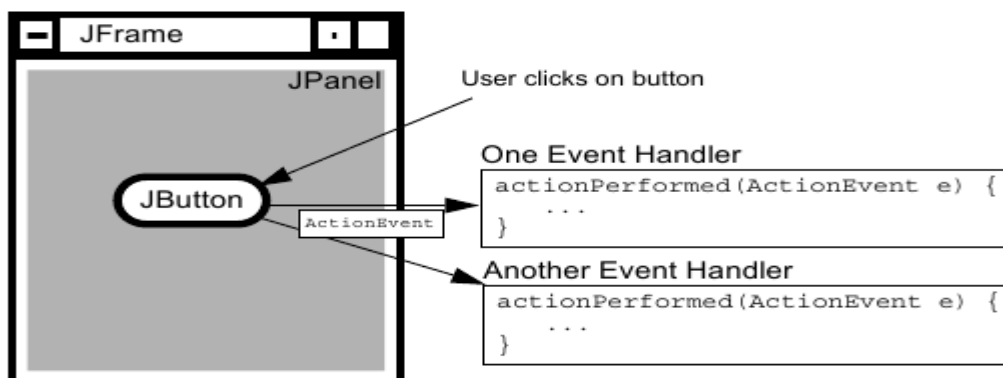 JFrame
JPanel
User clicks on button
One Event Handler
actionPerformed(ActionEvent e) {
...
}
JButton
ActionEvent
Another Event Handler
actionPerformed(ActionEvent e) {
...
}